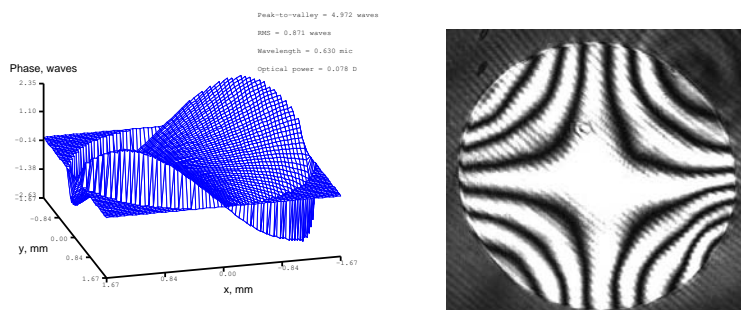 Peak-to-valley = 4.972 waves
RMS = 0.871 waves
Wavelength = 0.630 mic
Optical power = 0.078 D
Phase, waves
2.35
1.10
-0.14
-1.38
-2.63
-1.67
-0.84
0.00
0.84
1.67
y, mm
1.67
0.84
0.00
-0.84
-1.67
x, mm